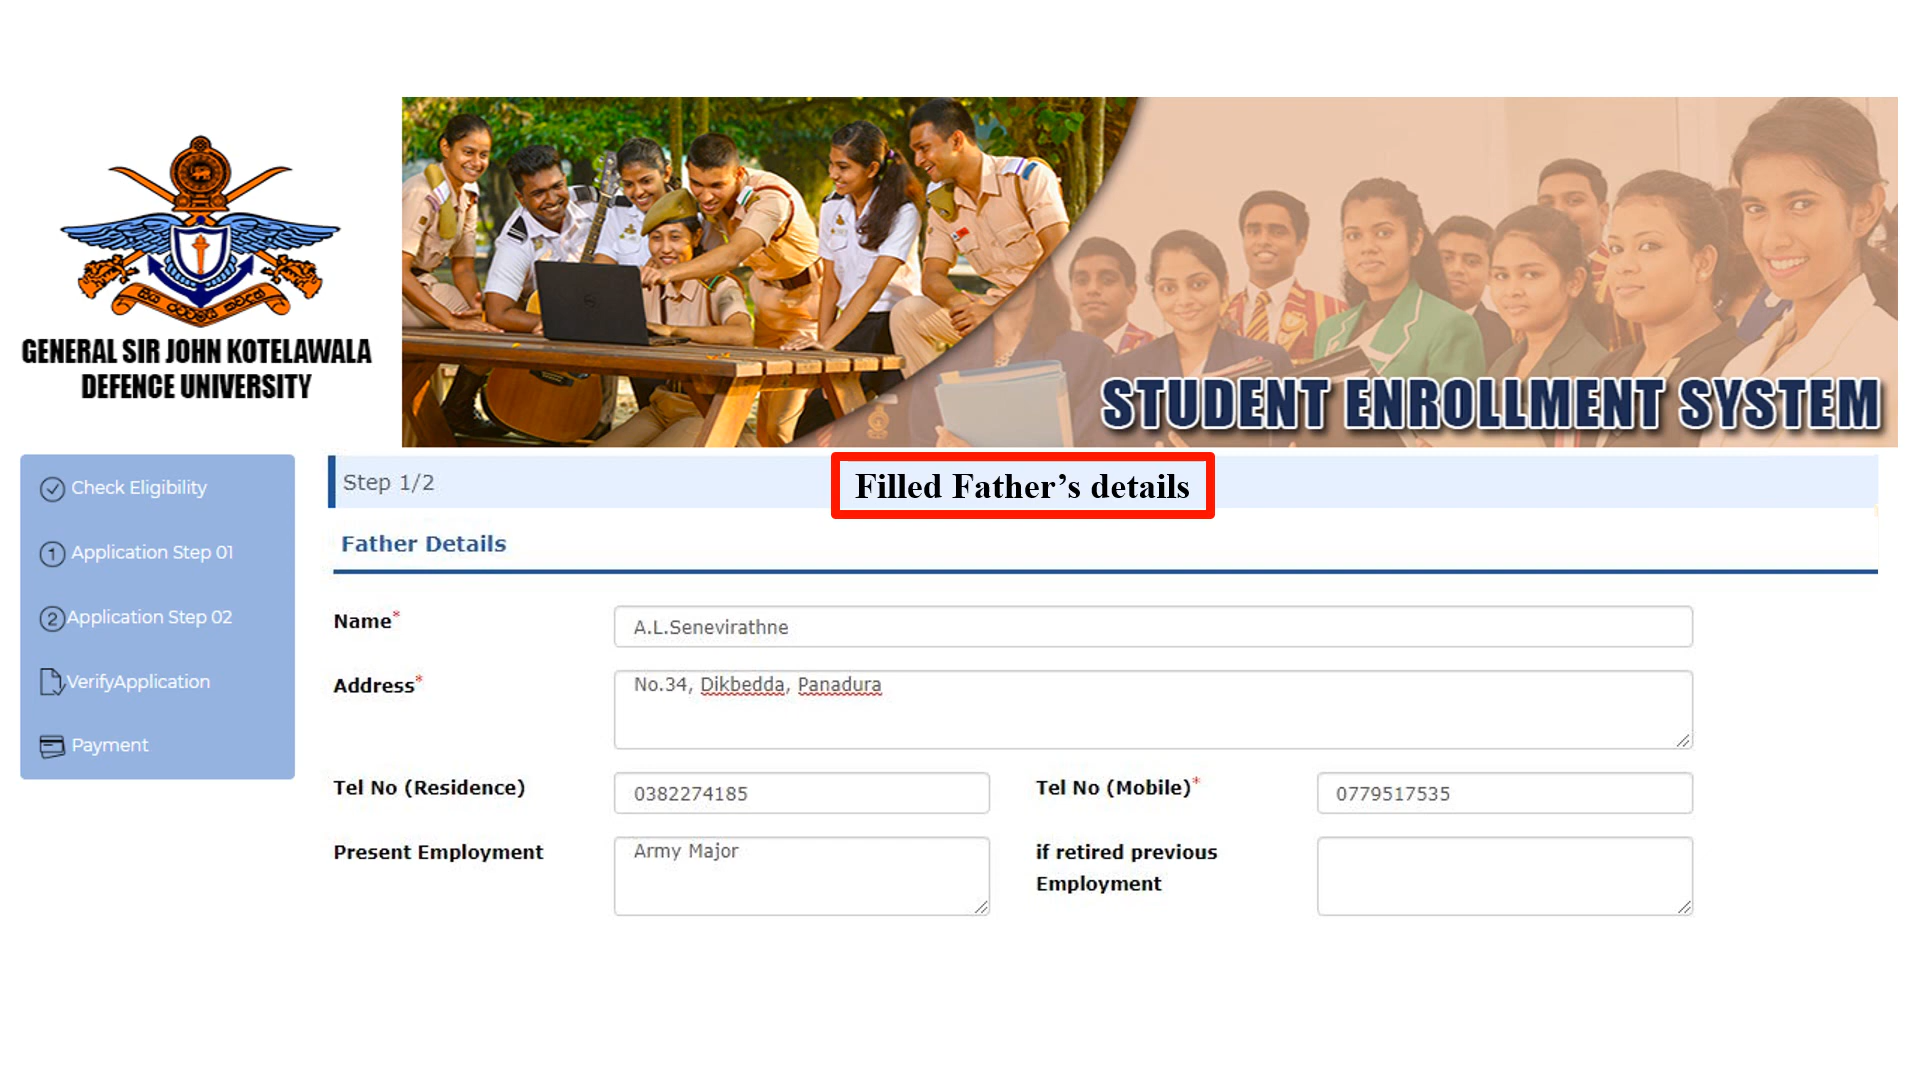 GENERAL SIR JOHN KOTELAWALA
DEFENCE UNIVERSITY
STUDENT ENROLLMENT SYSTEM
Check Eligibility
1 Application Step 01
2 Application Step 02
VerifyApplication
Payment
Step 1/2
Filled Father’s details
Father Details
Name*
A.L.Senevirathne
Address*
No.34, Dikbedda, Panadura
Tel No (Residence)
0382274185
Tel No (Mobile)*
0779517535
Present Employment
Army Major
if retired previous
Employment